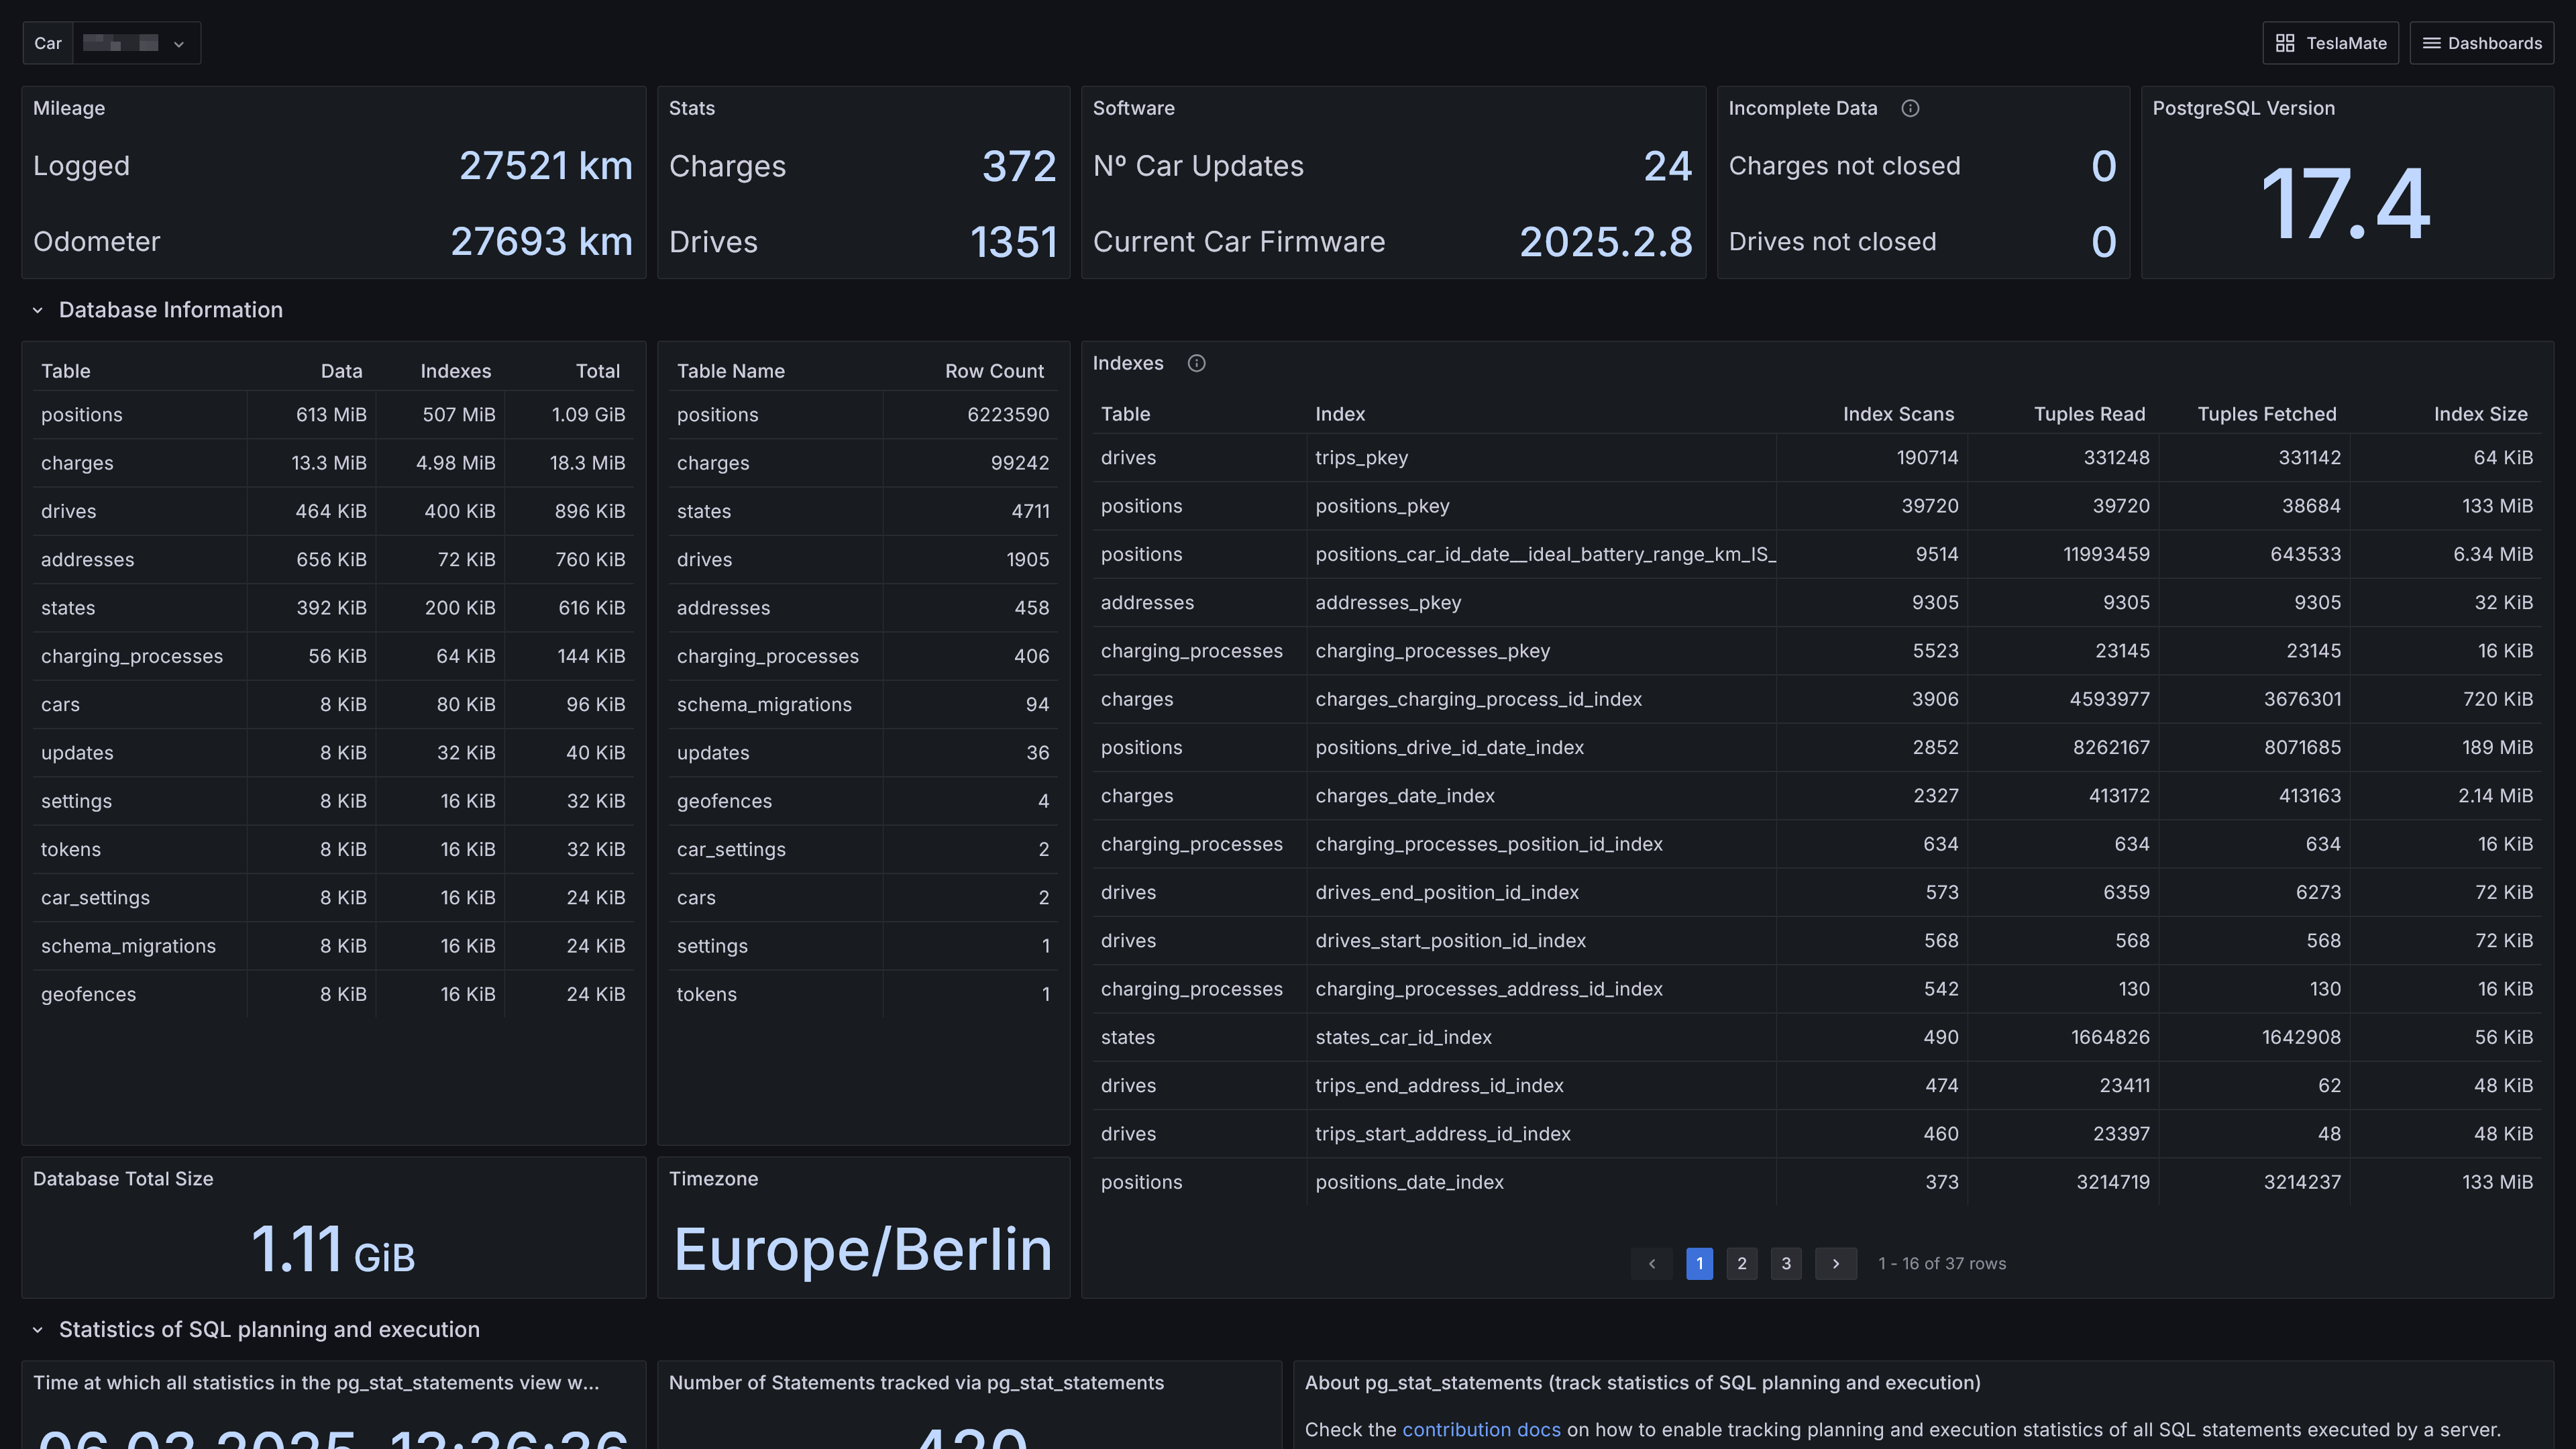 Car
TeslaMate
Dashboards
Mileage
Logged 27521 km
Odometer 27693 km
Stats
Charges 372
Drives 1351
Software
Nº Car Updates 24
Current Car Firmware 2025.2.8
Incomplete Data
Charges not closed 0
Drives not closed 0
PostgreSQL Version
17.4
Database Information
Table Data Indexes Total
positions 613 MiB 507 MiB 1.09 GiB
charges 13.3 MiB 4.98 MiB 18.3 MiB
drives 464 KiB 400 KiB 896 KiB
addresses 656 KiB 72 KiB 760 KiB
states 392 KiB 200 KiB 616 KiB
charging_processes 56 KiB 64 KiB 144 KiB
cars 8 KiB 80 KiB 96 KiB
updates 8 KiB 32 KiB 40 KiB
settings 8 KiB 16 KiB 32 KiB
tokens 8 KiB 16 KiB 32 KiB
car_settings 8 KiB 16 KiB 24 KiB
schema_migrations 8 KiB 16 KiB 24 KiB
geofences 8 KiB 16 KiB 24 KiB
Table Name Row Count
positions 6223590
charges 99242
states 4711
drives 1905
addresses 458
charging_processes 406
schema_migrations 94
updates 36
geofences 4
car_settings 2
cars 2
settings 1
tokens 1
Indexes
Table Index Index Scans Tuples Read Tuples Fetched Index Size
drives trips_pkey 190714 331248 331142 64 KiB
positions positions_pkey 39720 39720 38684 133 MiB
positions positions_car_id_date__ideal_battery_range_km_IS_ 9514 11993459 643533 6.34 MiB
addresses addresses_pkey 9305 9305 9305 32 KiB
charging_processes charging_processes_pkey 5523 23145 23145 16 KiB
charges charges_charging_process_id_index 3906 4593977 3676301 720 KiB
positions positions_drive_id_date_index 2852 8262167 8071685 189 MiB
charges charges_date_index 2327 413172 413163 2.14 MiB
charging_processes charging_processes_position_id_index 634 634 634 16 KiB
drives drives_end_position_id_index 573 6359 6273 72 KiB
drives drives_start_position_id_index 568 568 568 72 KiB
charging_processes charging_processes_address_id_index 542 130 130 16 KiB
states states_car_id_index 490 1664826 1642908 56 KiB
drives trips_end_address_id_index 474 23411 62 48 KiB
drives trips_start_address_id_index 460 23397 48 48 KiB
positions positions_date_index 373 3214719 3214237 133 MiB
1 2 3 1 - 16 of 37 rows
Database Total Size
1.11 GiB
Timezone
Europe/Berlin
Statistics of SQL planning and execution
Time at which all statistics in the pg_stat_statements view w...
06.03.2025, 13:36:36
Number of Statements tracked via pg_stat_statements
420
About pg_stat_statements (track statistics of SQL planning and execution)
Check the contribution docs on how to enable tracking planning and execution statistics of all SQL statements executed by a server.